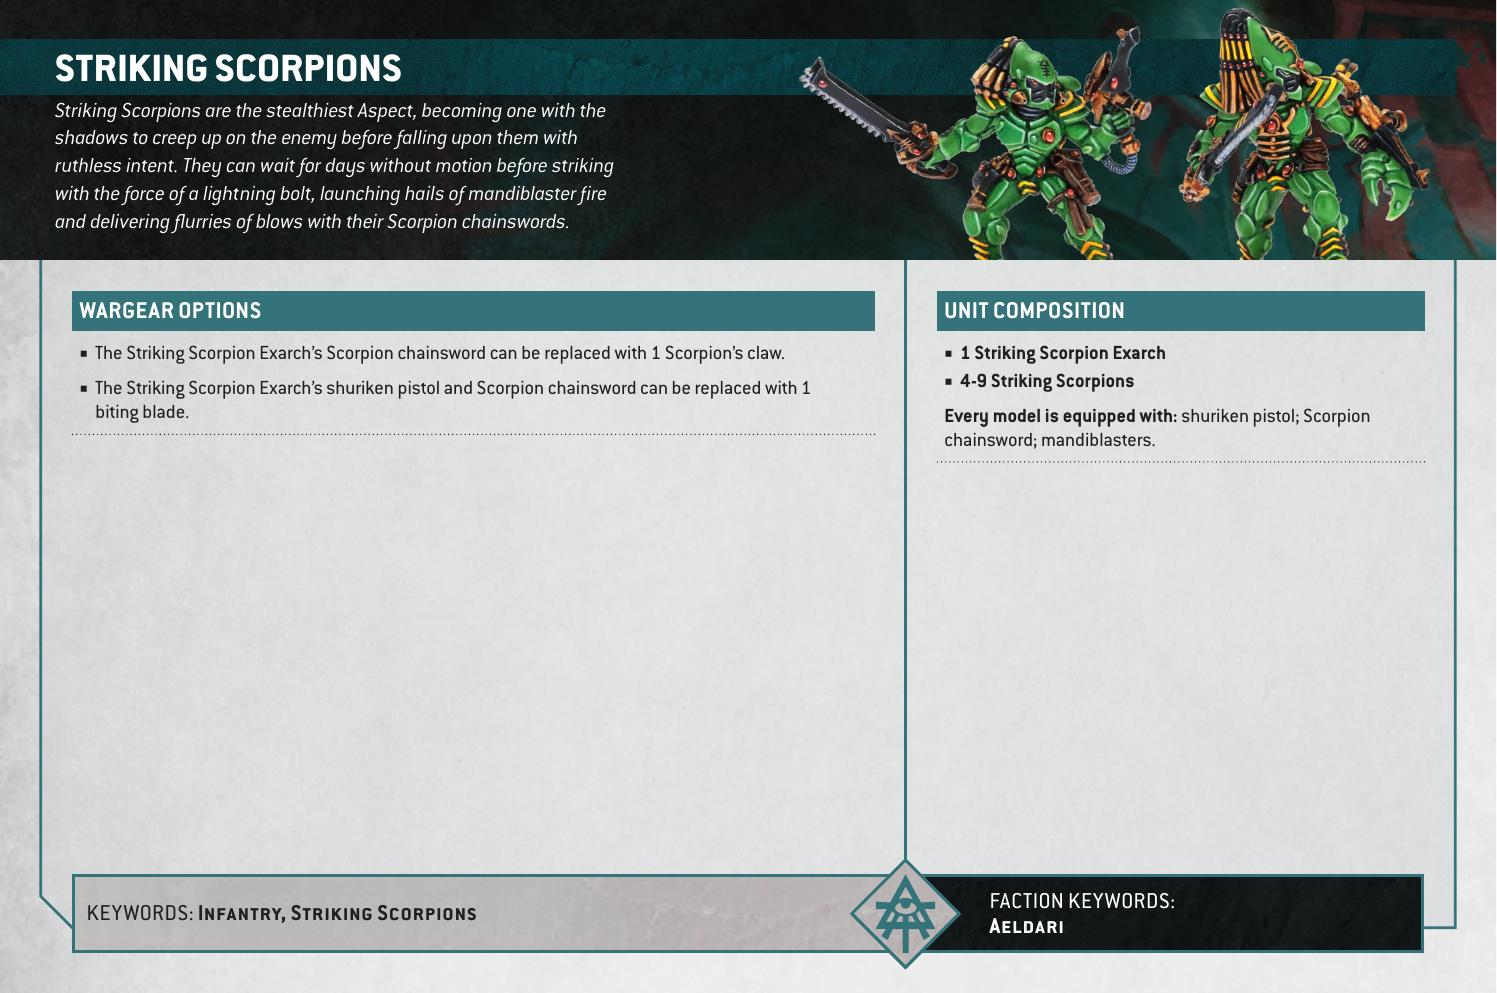 STRIKING SCORPIONS
Striking Scorpions are the stealthiest Aspect, becoming one with the
shadows to creep up on the enemy before falling upon them with
ruthless intent. They can wait for days without motion before striking
with the force of a lightning bolt, launching hails of mandiblaster fire
and delivering flurries of blows with their Scorpion chainswords.
WARGEAR OPTIONS
▪ The Striking Scorpion Exarch’s Scorpion chainsword can be replaced with 1 Scorpion’s claw.
▪ The Striking Scorpion Exarch’s shuriken pistol and Scorpion chainsword can be replaced with 1
biting blade.
UNIT COMPOSITION
▪ 1 Striking Scorpion Exarch
▪ 4-9 Striking Scorpions
Every model is equipped with: shuriken pistol; Scorpion
chainsword; mandiblasters.
KEYWORDS: Infantry, Striking Scorpions
FACTION KEYWORDS:
Aeldari